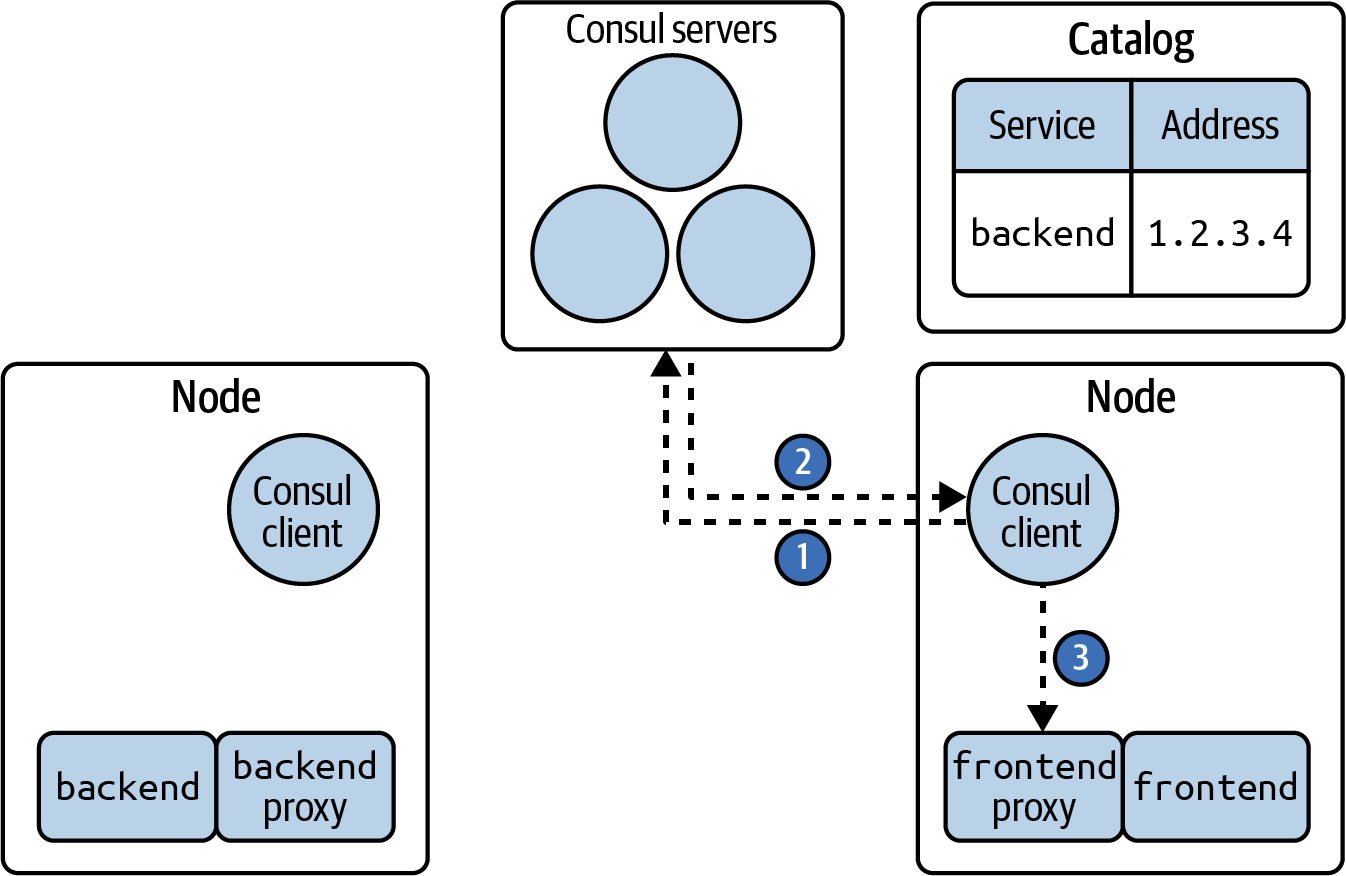 Consul servers
Catalog
Service
Address
backend
1.2.3.4
Node
Consul
client
backend
backend
proxy
2
1
Node
Consul
client
3
frontend
proxy
frontend